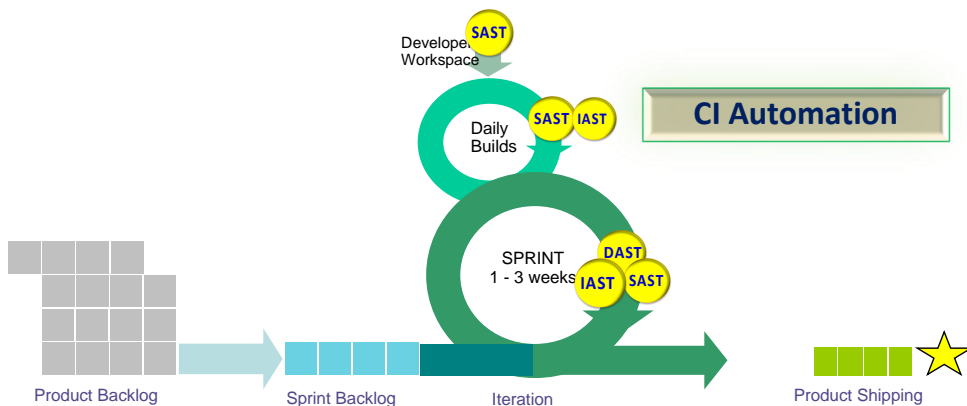 SAST
Developer
Workspace
CI Automation
Daily
Builds
SAST
IAST
SPRINT
1 - 3 weeks
DAST
IAST
SAST
Product Backlog
Sprint Backlog
Iteration
Product Shipping